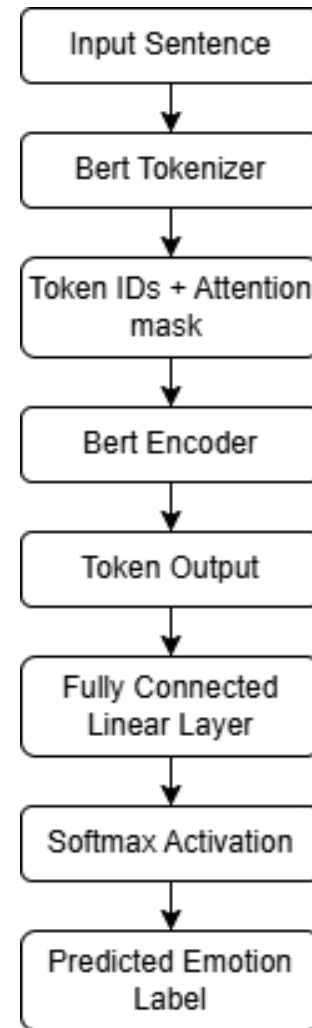 Input Sentence
Bert Tokenizer
Token IDs + Attention
mask
Bert Encoder
Token Output
Fully Connected
Linear Layer
Softmax Activation
Predicted Emotion
Label